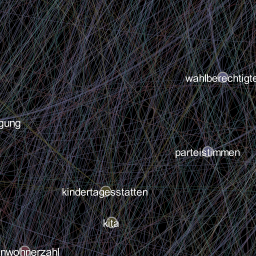 wahlberechtigte
gung
parteistimmen
kindertagesstatten
kita
nwohnerzahl